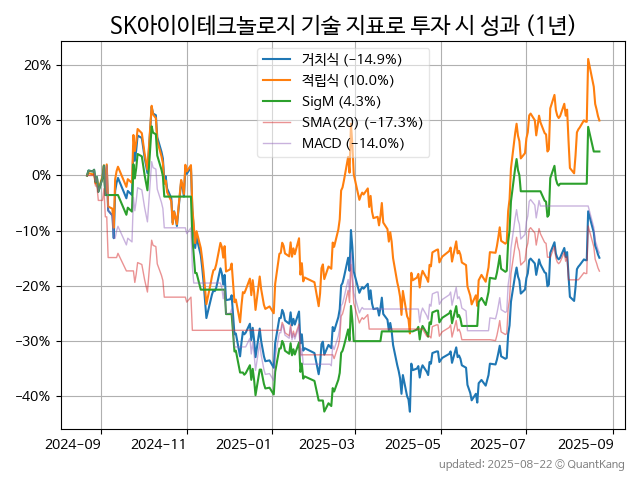 SK아이이테크놀로지 기술 지표로 투자 시 성과 (1년)
거치식 (−14.9%)
적립식 (10.0%)
SigM (4.3%)
SMA(20) (−17.3%)
MACD (−14.0%)
20%
10%
0%
−10%
−20%
−30%
−40%
2024-09 2024-11 2025-01 2025-03 2025-05 2025-07 2025-09
updated: 2025-08-22 © QuantKang